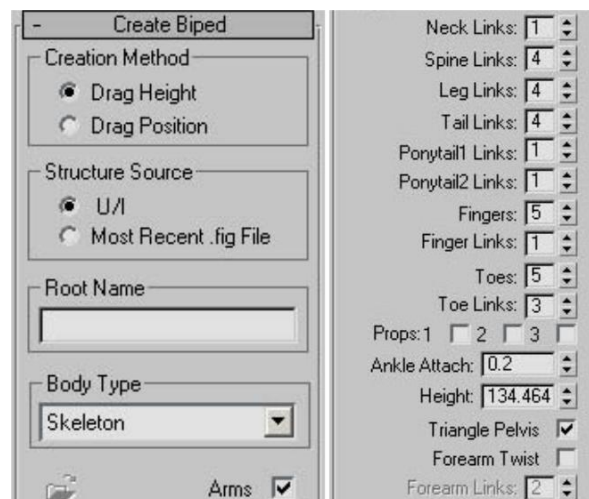 - Create Biped
Creation Method
Drag Height
Drag Position
Structure Source
U/I
Most Recent .fig File
Root Name
Body Type
Skeleton
Arms
Neck Links: 1
Spine Links: 4
Leg Links: 4
Tail Links: 4
Ponytail1 Links: 1
Ponytail2 Links: 1
Fingers: 5
Finger Links: 1
Toes: 5
Toe Links: 3
Props: 1 2 3
Ankle Attach: 0.2
Height: 134.464
Triangle Pelvis
Forearm Twist
Forearm Links: 2